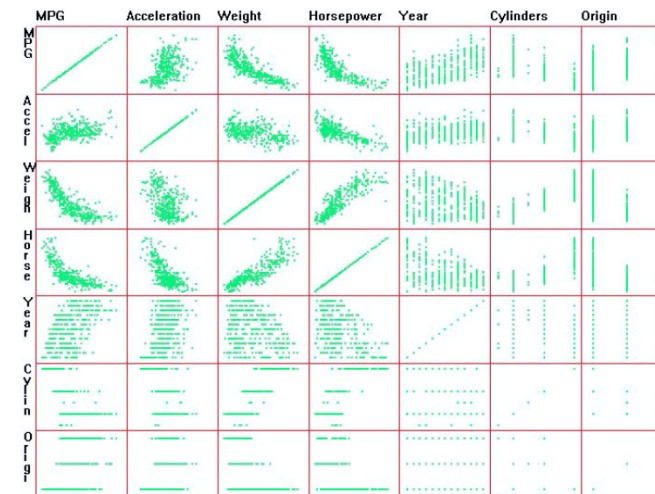 MPG Acceleration Weight Horsepower Year Cylinders Origin
MPG
Accel
Weigh
Horse
Year
Cylin
Origi